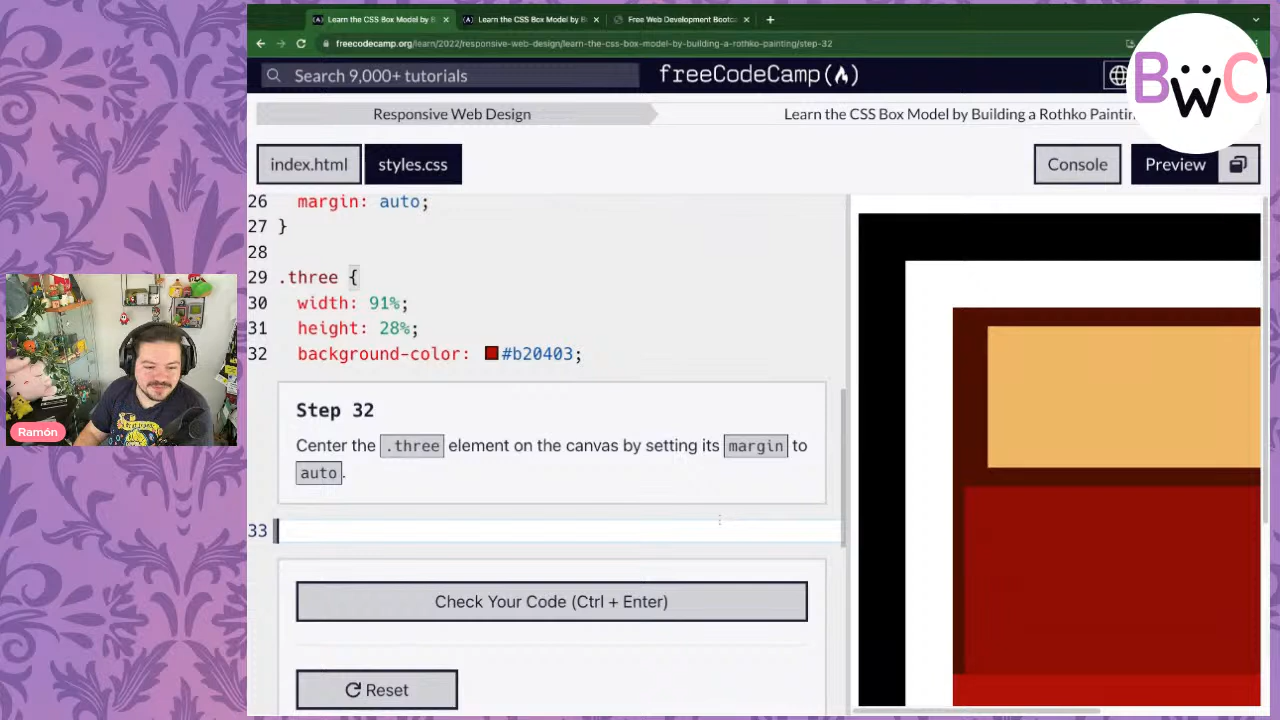 Learn the CSS Box Model by B
Learn the CSS Box Model by B
Free Web Development Bootca
freecodecamp.org/learn/2022/responsive-web-design/learn-the-css-box-model-by-building-a-rothko-painting/step-32
Search 9,000+ tutorials
freeCodeCamp(🔥)
BWC
Responsive Web Design
Learn the CSS Box Model by Building a Rothko Paintin
index.html
styles.css
Console
Preview
26 margin: auto;
27 }
28
29 .three {
30 width: 91%;
31 height: 28%;
32 background-color: #b20403;
Step 32
Center the .three element on the canvas by setting its margin to
auto.
33
Check Your Code (Ctrl + Enter)
Reset
Ramón